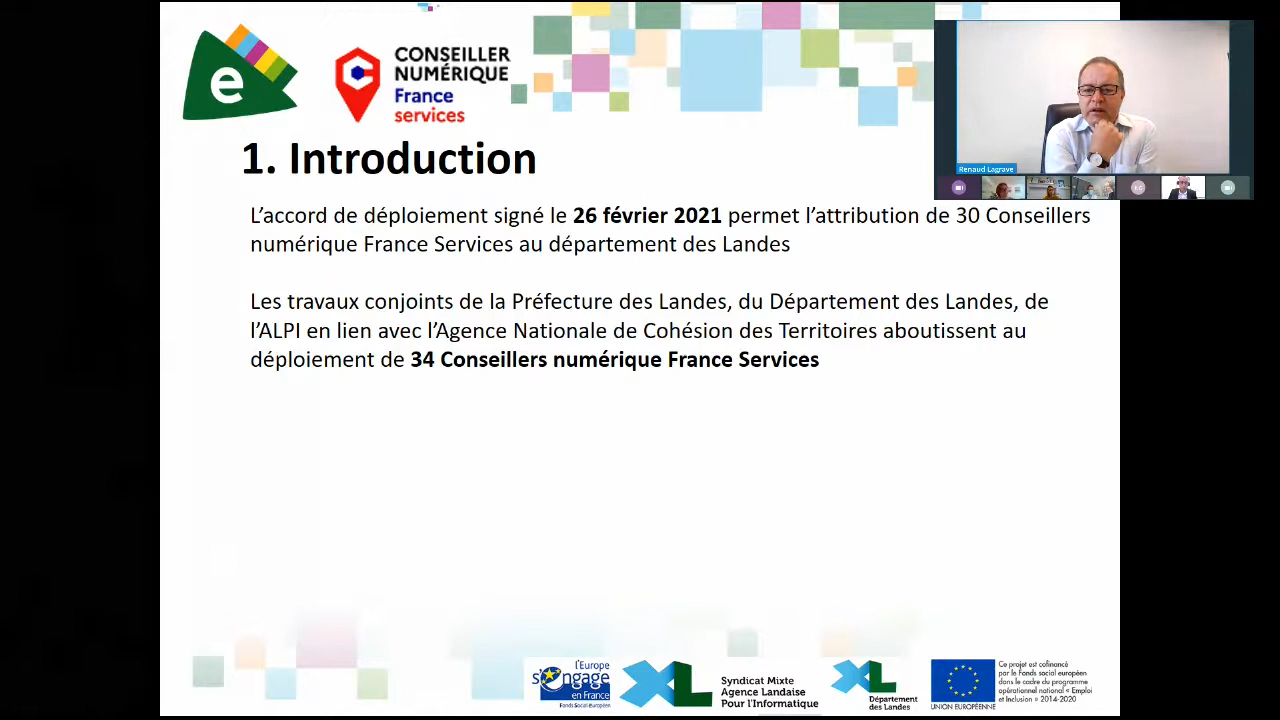 e
CONSEILLER
NUMÉRIQUE
France
services
1. Introduction
Renaud Lagrave
L'accord de déploiement signé le 26 février 2021 permet l'attribution de 30 Conseillers
numérique France Services au département des Landes
Les travaux conjoints de la Préfecture des Landes, du Département des Landes, de
l'ALPI en lien avec l'Agence Nationale de Cohésion des Territoires aboutissent au
déploiement de 34 Conseillers numérique France Services
l'Europe
s'engage
en France
Fonds Social Européen
XL
Syndicat Mixte
Agence Landaise
Pour l'Informatique
XL
Département
des Landes
UNION EUROPÉENNE
Ce projet est cofinancé
par le Fonds social européen
dans le cadre du programme
opérationnel national « Emploi
et Inclusion » 2014-2020